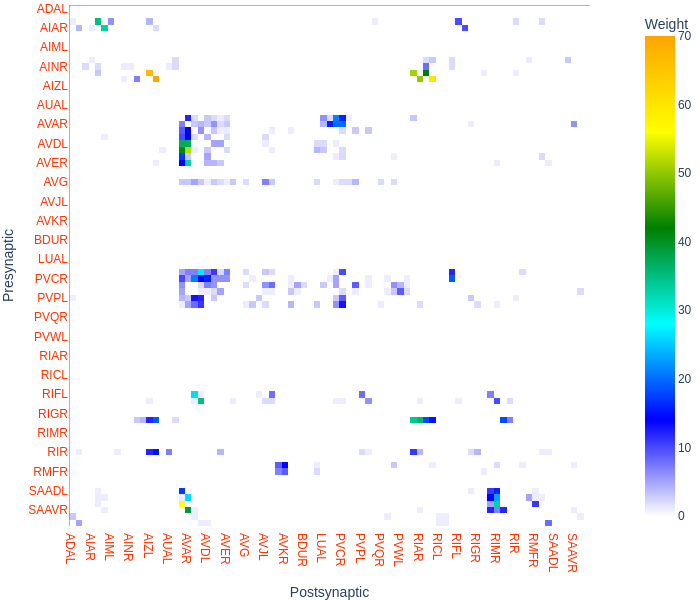 Weight
70
60
50
40
30
20
10
0
Presynaptic
ADAL
AIAR
AIML
AINR
AIZL
AUAL
AVAR
AVDL
AVER
AVG
AVJL
AVKR
BDUR
LUAL
PVCR
PVPL
PVQR
PVWL
RIAR
RICL
RIFL
RIGR
RIMR
RIR
RMFR
SAADL
SAAVR
ADAL
AIAR
AIML
AINR
AIZL
AUAL
AVAR
AVDL
AVER
AVG
AVJL
AVKR
BDUR
LUAL
PVCR
PVPL
PVQR
PVWL
RIAR
RICL
RIFL
RIGR
RIMR
RIR
RMFR
SAADL
SAAVR
Postsynaptic